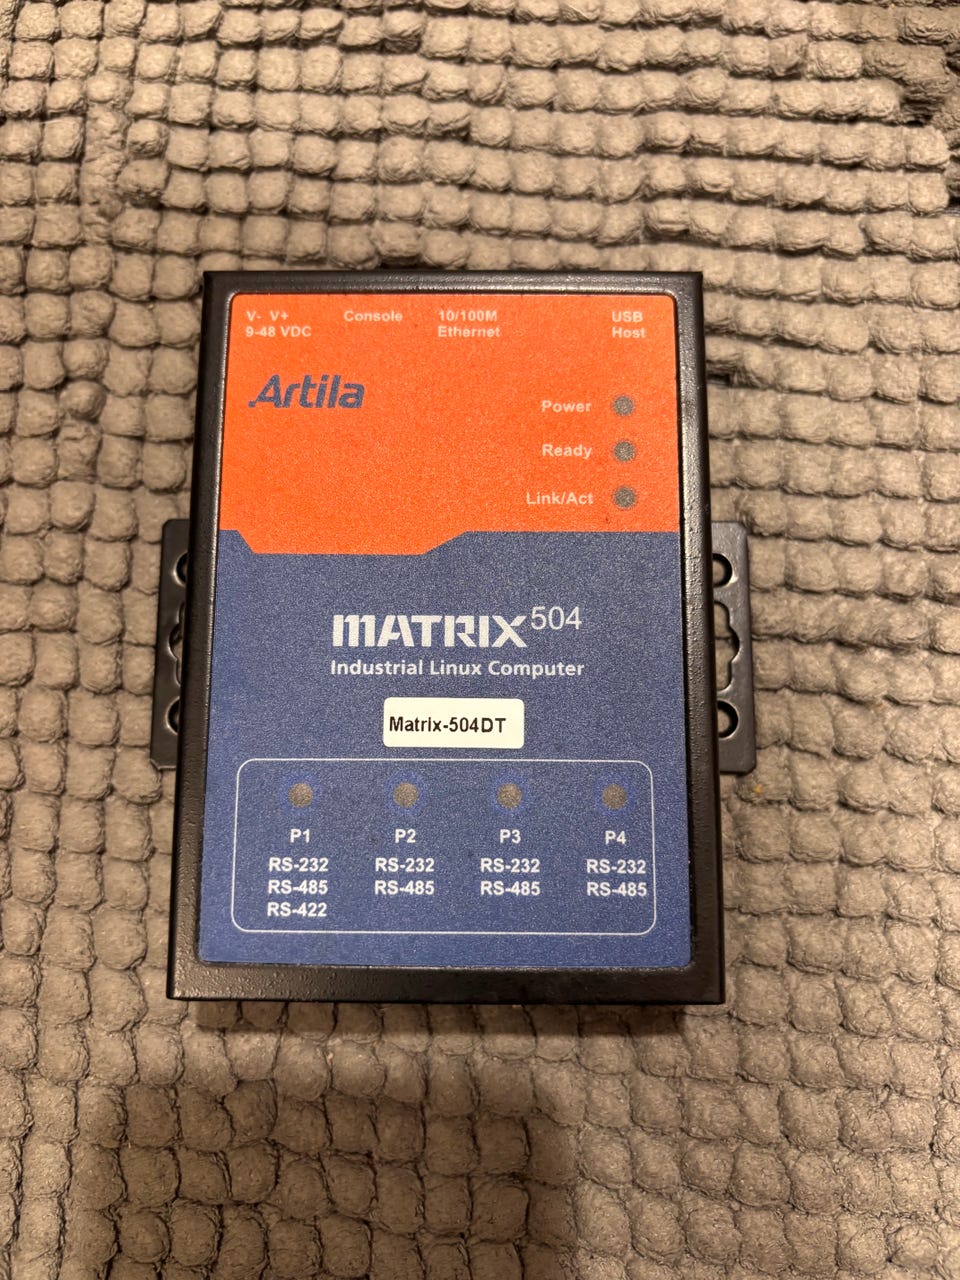 V- V+ Console 10/100M USB
9-48 VDC Ethernet Host
Artila
Power
Ready
Link/Act
MATRIX 504
Industrial Linux Computer
Matrix-504DT
P1 P2 P3 P4
RS-232 RS-232 RS-232 RS-232
RS-485 RS-485 RS-485 RS-485
RS-422